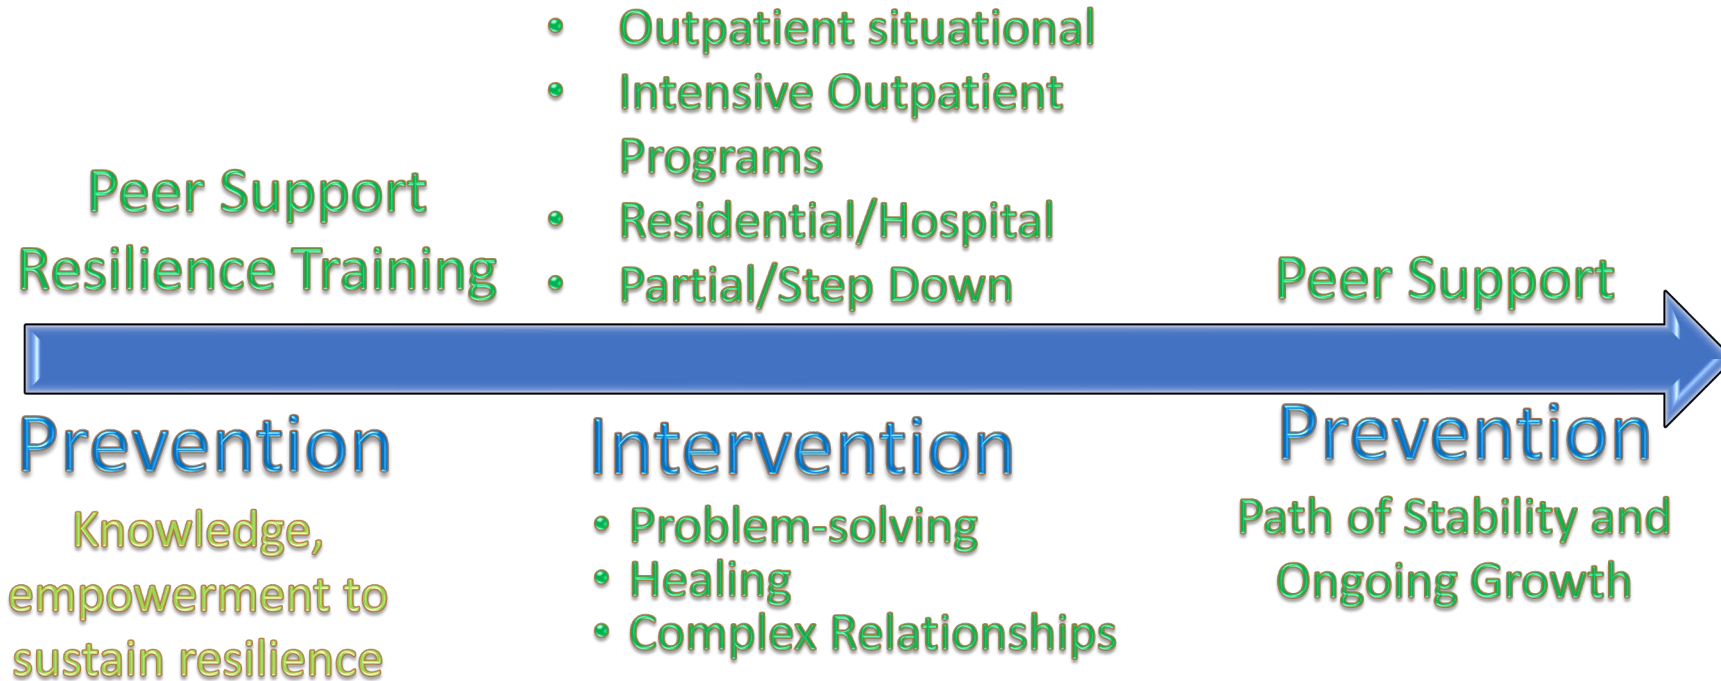 Peer Support
Resilience Training
• Outpatient situational
• Intensive Outpatient
Programs
• Residential/Hospital
• Partial/Step Down
Peer Support
Prevention
Knowledge,
empowerment to
sustain resilience
Intervention
• Problem-solving
• Healing
• Complex Relationships
Prevention
Path of Stability and
Ongoing Growth